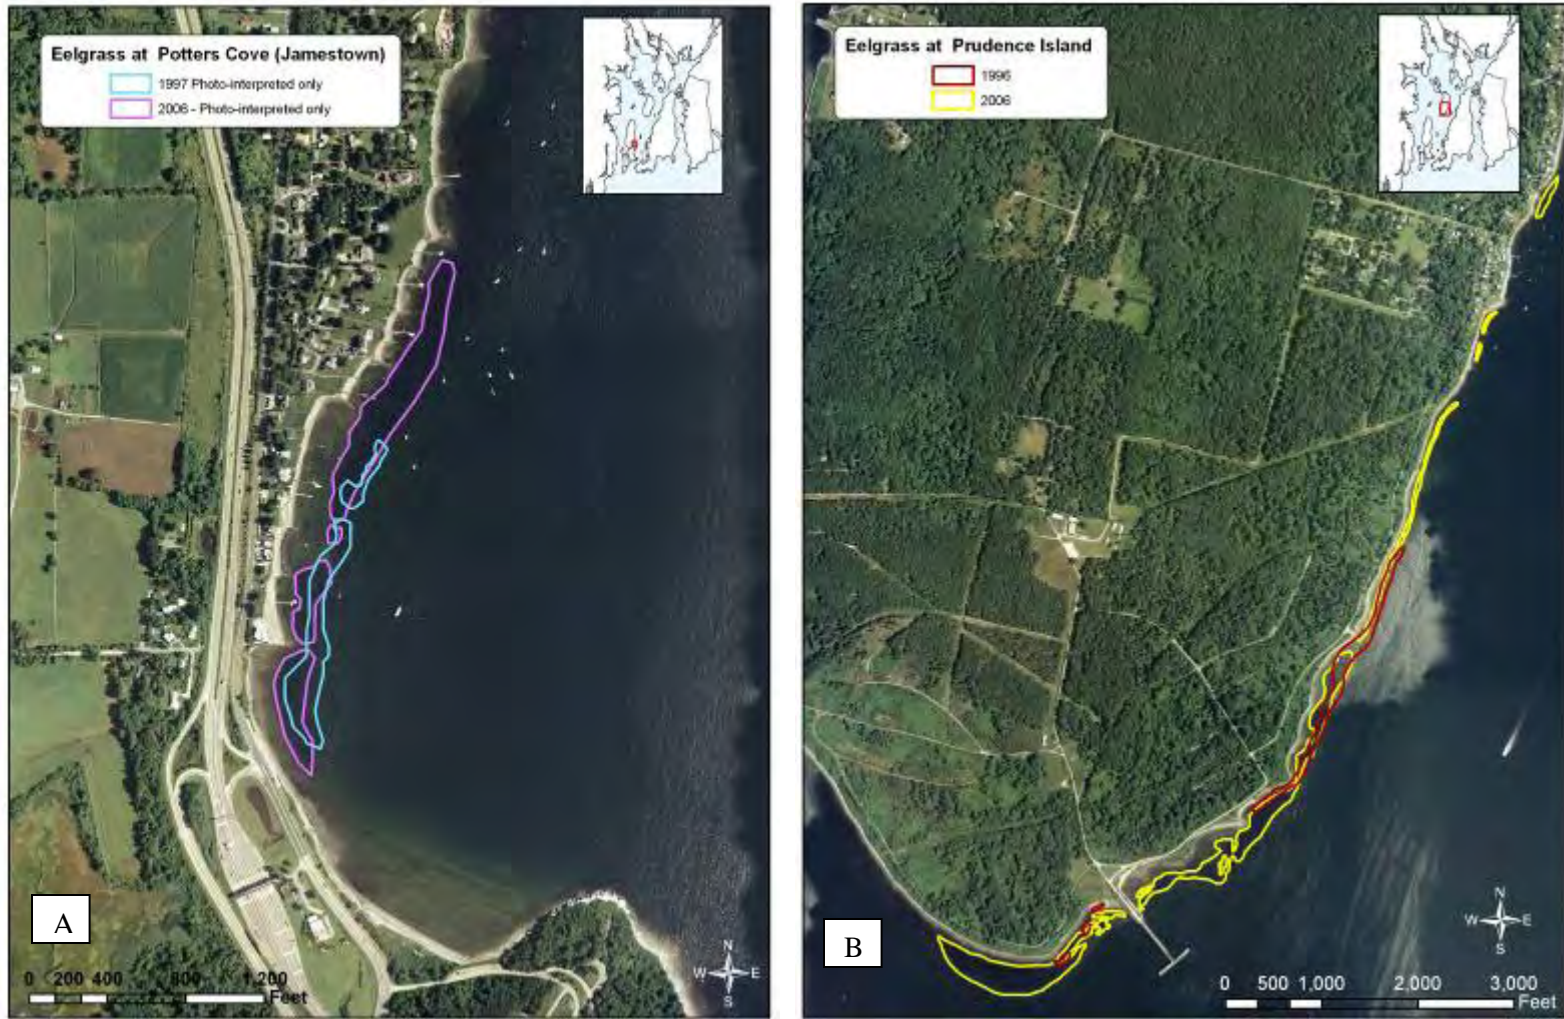 Eelgrass at Potters Cove (Jamestown)
1997 Photo-interpreted only
2006 - Photo-interpreted only
A
0 200 400 800 1,200
Feet
N
W E
S
Eelgrass at Prudence Island
1996
2006
B
N
W E
S
0 500 1,000 2,000 3,000
Feet